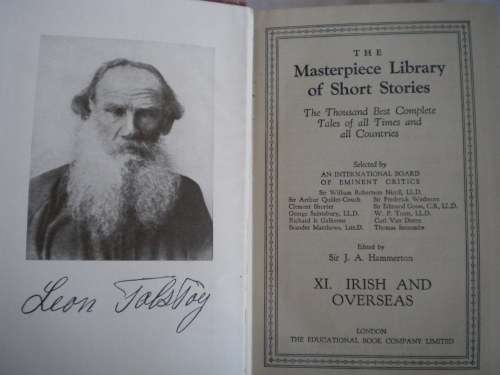 Leon Tolstoy
THE
Masterpiece Library
of Short Stories
The Thousand Best Complete
Tales of all Times and
all Countries
Selected by
AN INTERNATIONAL BOARD
OF EMINENT CRITICS
Sir William Robertson Nicoll, LL.D.
Sir Arthur Quiller-Couch Sir Frederick Wedmore
Clement Shorter Sir Edmund Gosse, C.B., LL.D.
George Saintsbury, LL.D. W. P. Trent, LL.D.
Richard le Gallienne Carl Van Doren
Brander Matthews, Litt.D. Thomas Seccombe
Edited by
Sir J. A. Hammerton
XI. IRISH AND
OVERSEAS
LONDON
THE EDUCATIONAL BOOK COMPANY LIMITED